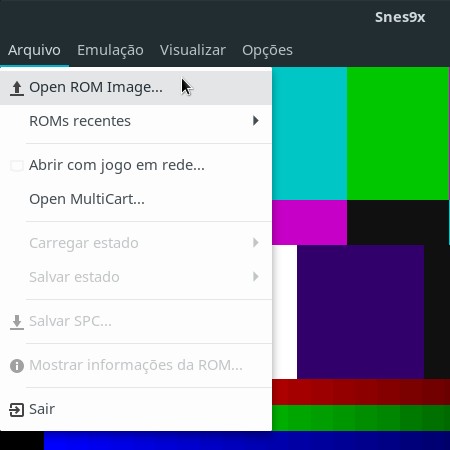 Snes9x
Arquivo Emulação Visualizar Opções
Open ROM Image...
ROMs recentes
Abrir com jogo em rede...
Open MultiCart...
Carregar estado
Salvar estado
Salvar SPC...
Mostrar informações da ROM...
Sair